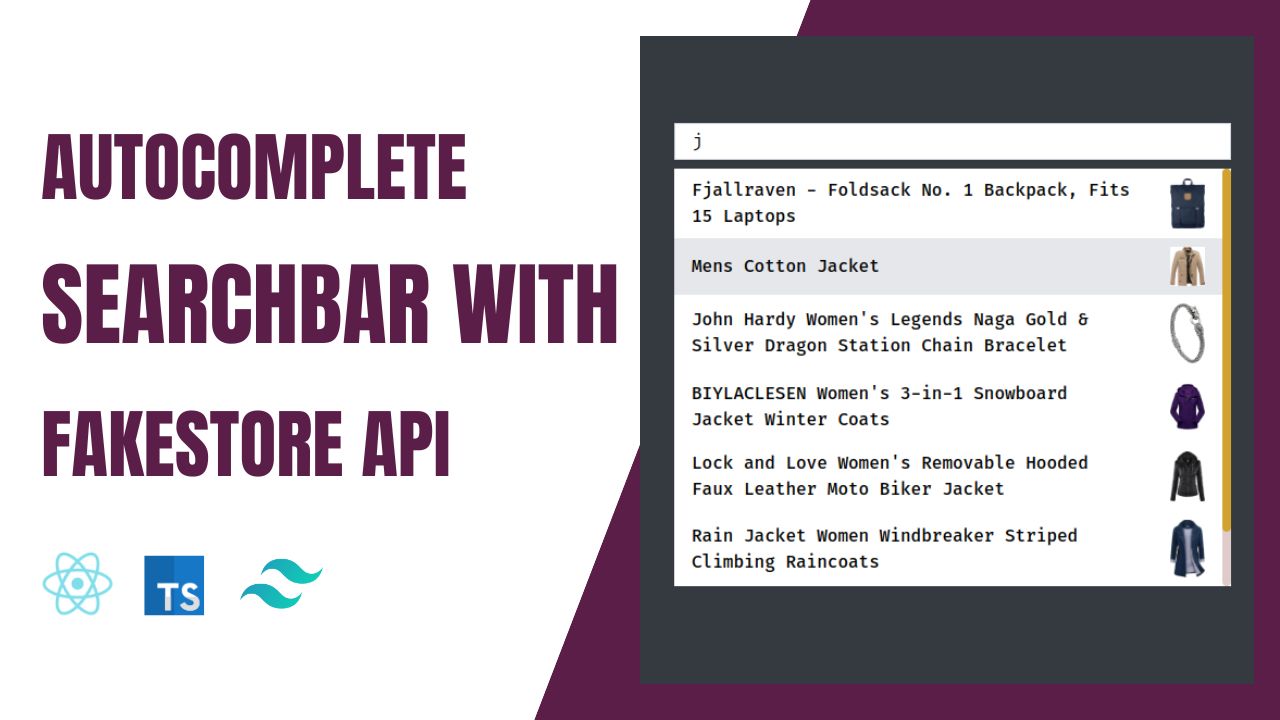 AUTOCOMPLETE
SEARCHBAR WITH
FAKESTORE API
TS
j
Fjallraven - Foldsack No. 1 Backpack, Fits
15 Laptops
Mens Cotton Jacket
John Hardy Women's Legends Naga Gold &
Silver Dragon Station Chain Bracelet
BIYLACLESEN Women's 3-in-1 Snowboard
Jacket Winter Coats
Lock and Love Women's Removable Hooded
Faux Leather Moto Biker Jacket
Rain Jacket Women Windbreaker Striped
Climbing Raincoats